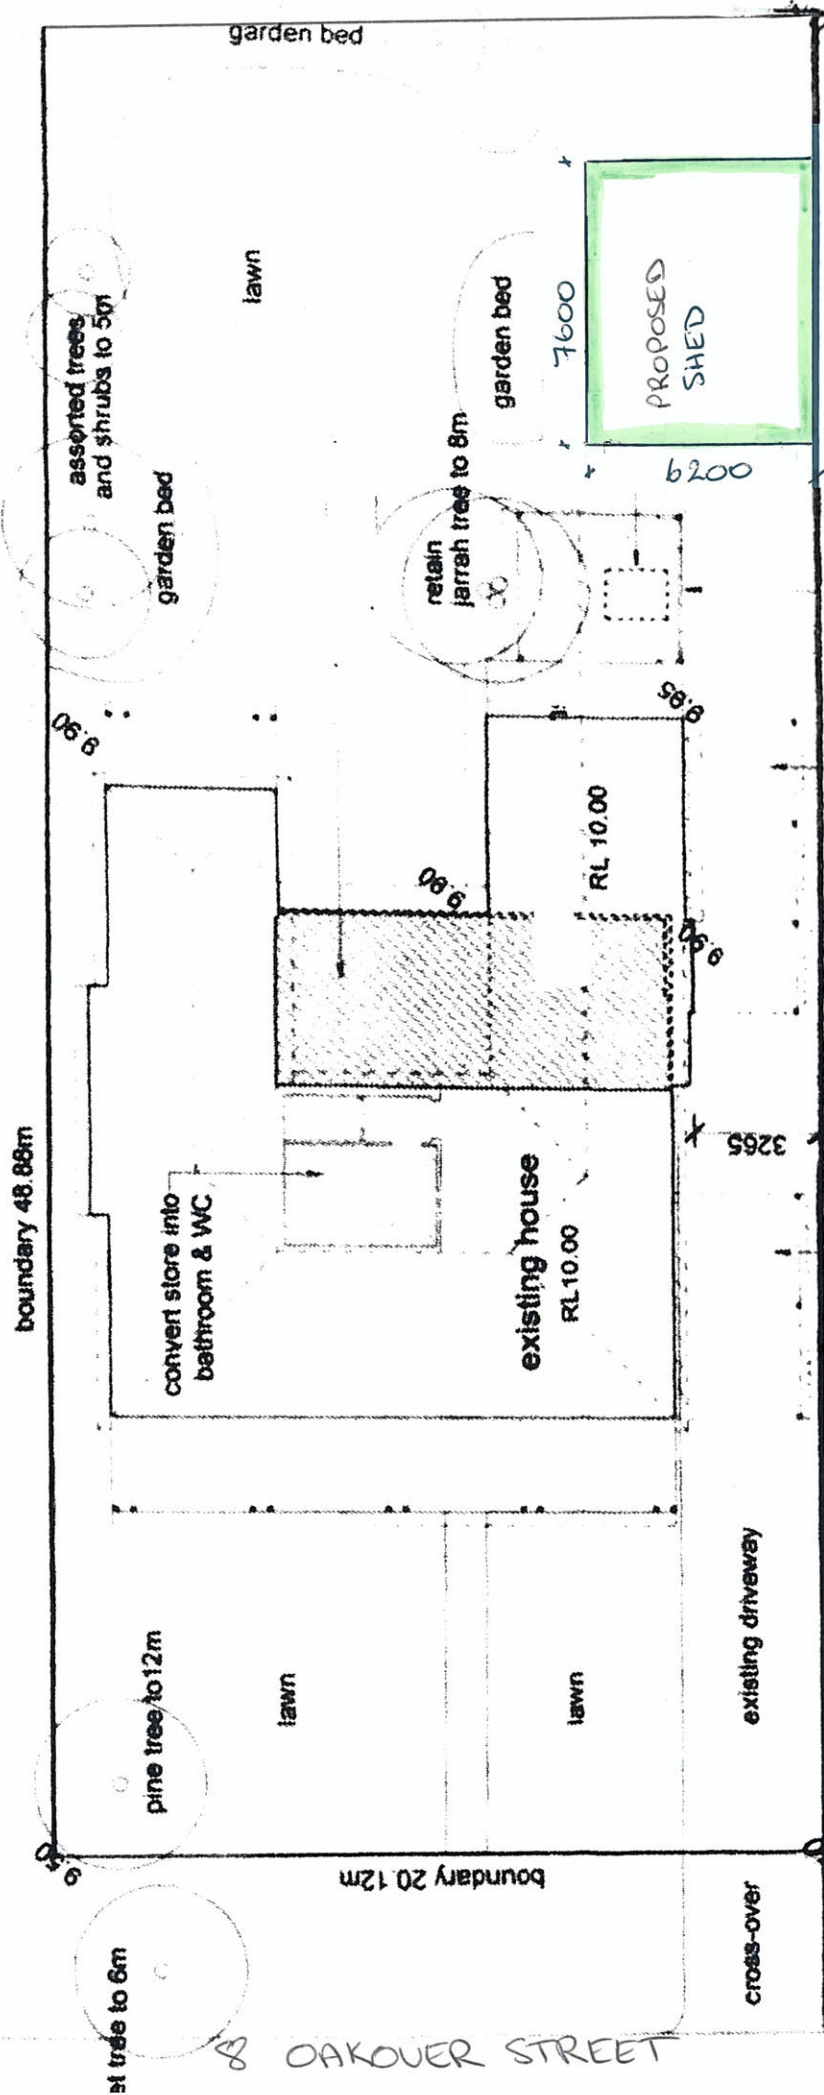 garden bed
lawn
assorted trees
and shrubs to 5m
garden bed
garden bed
7600
PROPOSED
SHED
6200
retain
jarrah tree to 8m
9.90
9.95
RL 10.00
9.90
9.90
boundary 48.88m
3265
convert store into
bathroom & WC
existing house
RL10.00
pine tree to12m
lawn
lawn
existing driveway
boundary 20.12m
cross-over
tree to 6m
8 OAKOVER STREET